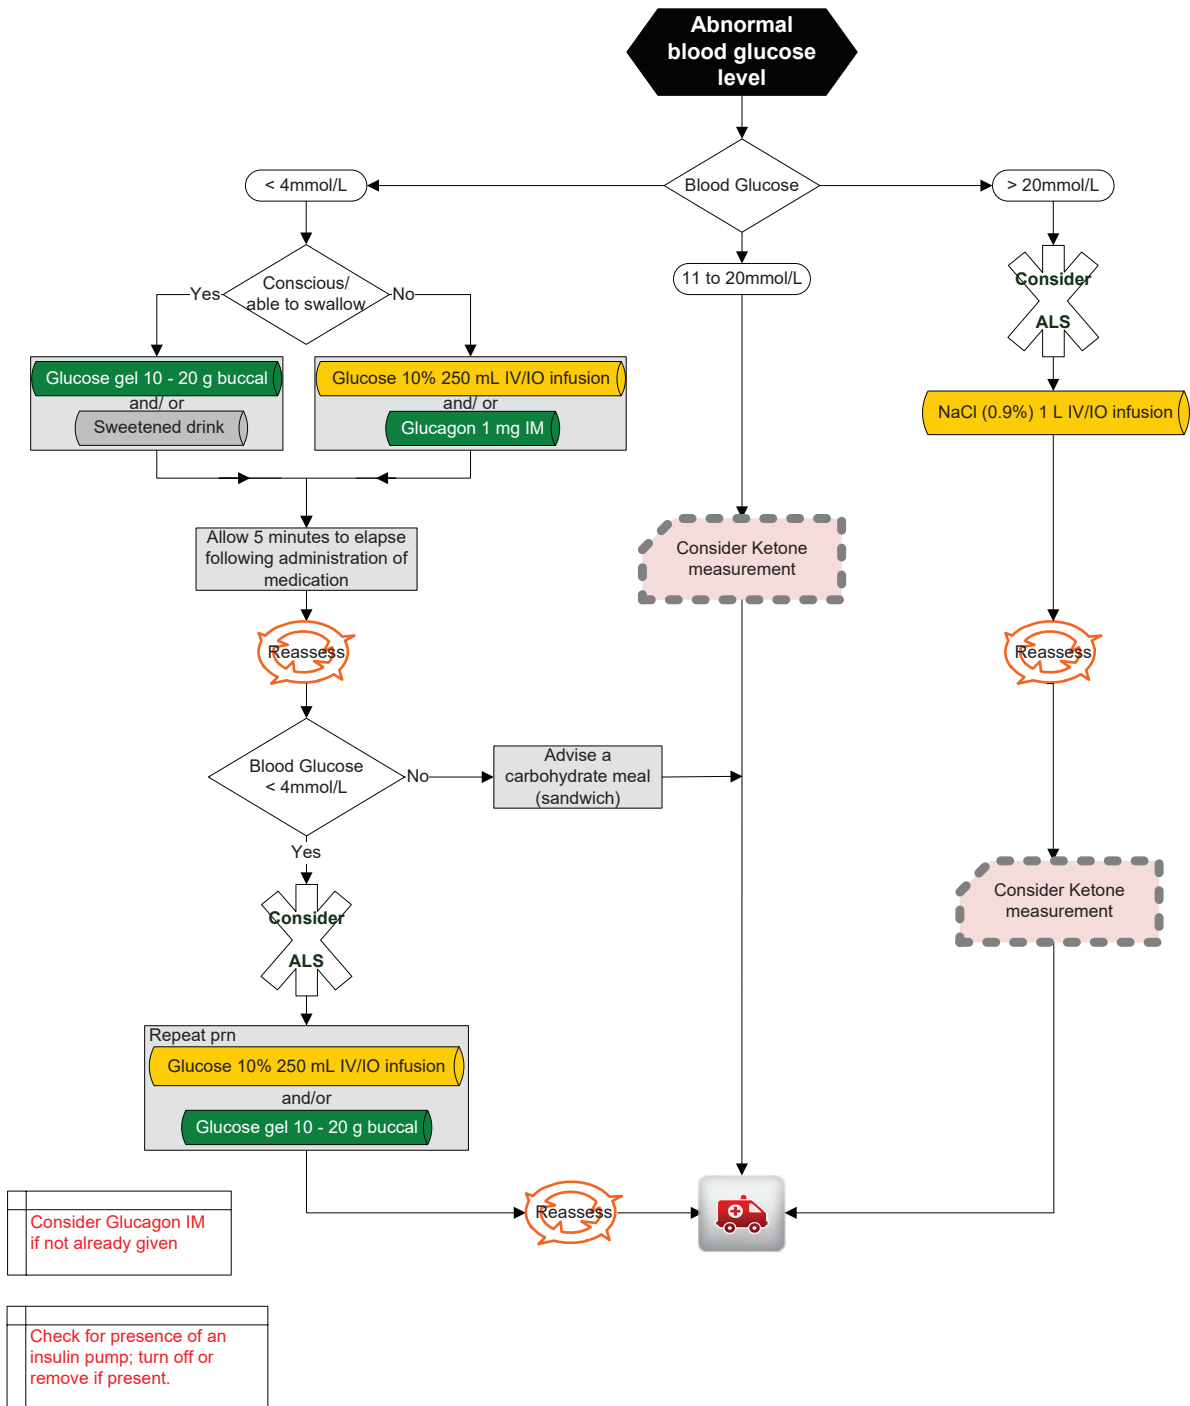 Abnormal
blood glucose
level
< 4mmol/L
Blood Glucose
> 20mmol/L
11 to 20mmol/L
Conscious/
able to swallow
Yes
No
Consider
ALS
Glucose gel 10 - 20 g buccal
and/ or
Sweetened drink
Glucose 10% 250 mL IV/IO infusion
and/ or
Glucagon 1 mg IM
NaCl (0.9%) 1 L IV/IO infusion
Allow 5 minutes to elapse
following administration of
medication
Consider Ketone
measurement
Reassess
Reassess
Blood Glucose
< 4mmol/L
No
Advise a
carbohydrate meal
(sandwich)
Yes
Consider
ALS
Consider Ketone
measurement
Repeat prn
Glucose 10% 250 mL IV/IO infusion
and/or
Glucose gel 10 - 20 g buccal
Reassess
Consider Glucagon IM
if not already given
Check for presence of an
insulin pump; turn off or
remove if present.